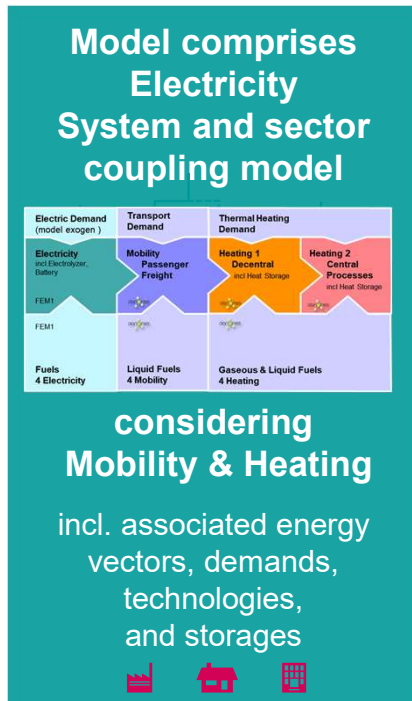 Model comprises
Electricity
System and sector
coupling model
Electric Demand
(model exogen )
Transport
Demand
Thermal Heating
Demand
Electricity
incl.Electrolyzer,
Battery
FEM1
Mobility
Passenger
Freight
Heating 1
Decentral
incl Heat Storage
Heating 2
Central
Processes
incl Heat Storage
FEM1
Fuels
4 Electricity
Liquid Fuels
4 Mobility
Gaseous & Liquid Fuels
4 Heating
considering
Mobility & Heating
incl. associated energy
vectors, demands,
technologies,
and storages